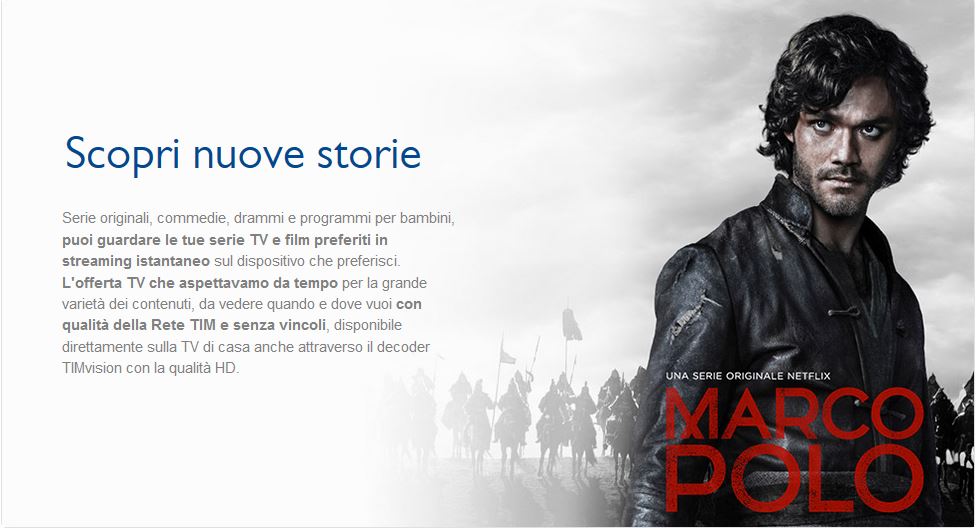 Scopri nuove storie
Serie originali, commedie, drammi e programmi per bambini,
puoi guardare le tue serie TV e film preferiti in
streaming istantaneo sul dispositivo che preferisci.
L'offerta TV che aspettavamo da tempo per la grande
varietà dei contenuti, da vedere quando e dove vuoi con
qualità della Rete TIM e senza vincoli, disponibile
direttamente sulla TV di casa anche attraverso il decoder
TIMvision con la qualità HD.
UNA SERIE ORIGINALE NETFLIX
MARCO
POLO